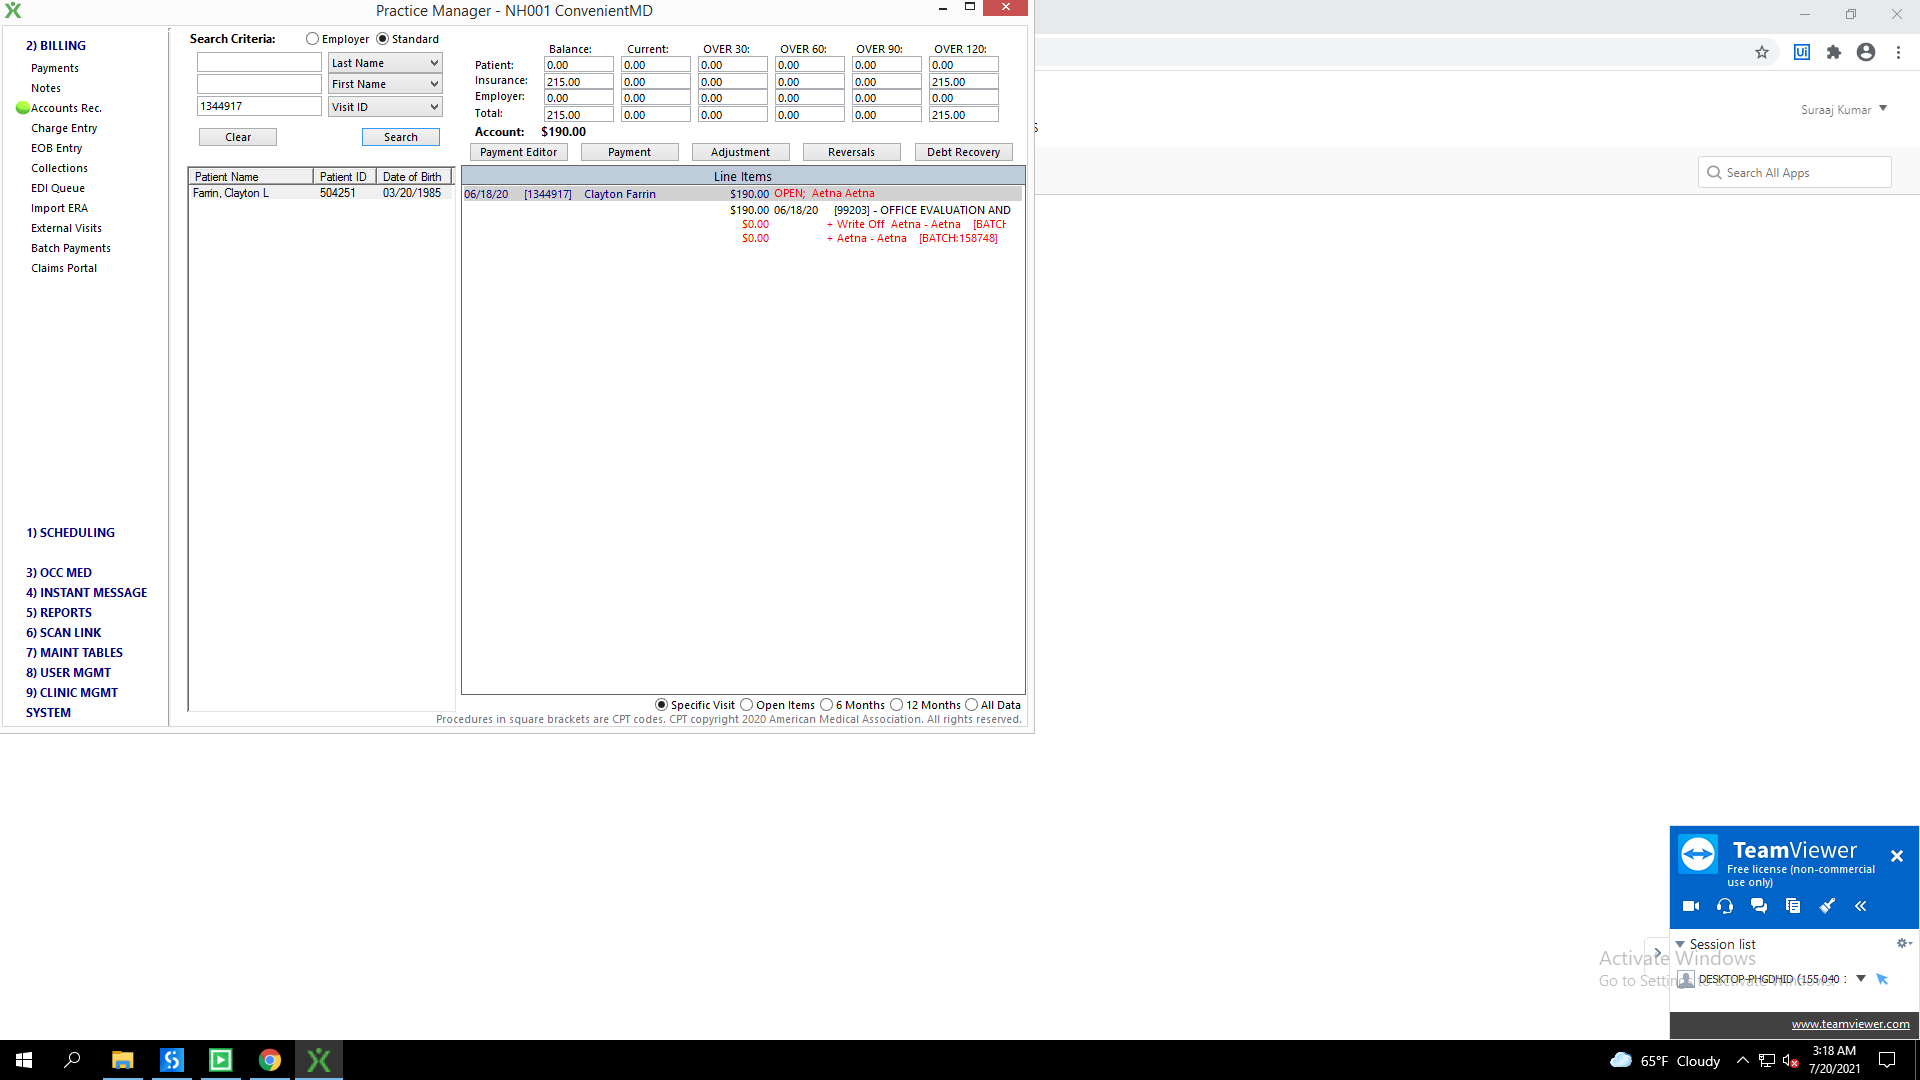 Practice Manager - NH001 ConvenientMD
2) BILLING
Payments
Notes
Accounts Rec.
Charge Entry
EOB Entry
Collections
EDI Queue
Import ERA
External Visits
Batch Payments
Claims Portal
1) SCHEDULING
3) OCC MED
4) INSTANT MESSAGE
5) REPORTS
6) SCAN LINK
7) MAINT TABLES
8) USER MGMT
9) CLINIC MGMT
SYSTEM
Search Criteria: Employer Standard
Last Name
First Name
1344917 Visit ID
Clear Search
Patient Name Patient ID Date of Birth
Farrin, Clayton L 504251 03/20/1985
Balance: Current: OVER 30: OVER 60: OVER 90: OVER 120:
Patient: 0.00 0.00 0.00 0.00 0.00 0.00
Insurance: 215.00 0.00 0.00 0.00 0.00 215.00
Employer: 0.00 0.00 0.00 0.00 0.00 0.00
Total: 215.00 0.00 0.00 0.00 0.00 215.00
Account: $190.00
Payment Editor Payment Adjustment Reversals Debt Recovery
Line Items
06/18/20 [1344917] Clayton Farrin $190.00 OPEN; Aetna Aetna
$190.00 06/18/20 [99203] - OFFICE EVALUATION AND
$0.00 + Write Off Aetna - Aetna [BATCH
$0.00 + Aetna - Aetna [BATCH:158748]
Specific Visit Open Items 6 Months 12 Months All Data
Procedures in square brackets are CPT codes. CPT copyright 2020 American Medical Association. All rights reserved.
Suraaj Kumar
s
Search All Apps
TeamViewer
Free license (non-commercial
use only)
Session list
Activate Windows
Go to Settings to activate Windows.
DESKTOP-PHGDHID (155 040
www.teamviewer.com
65°F Cloudy
3:18 AM
7/20/2021